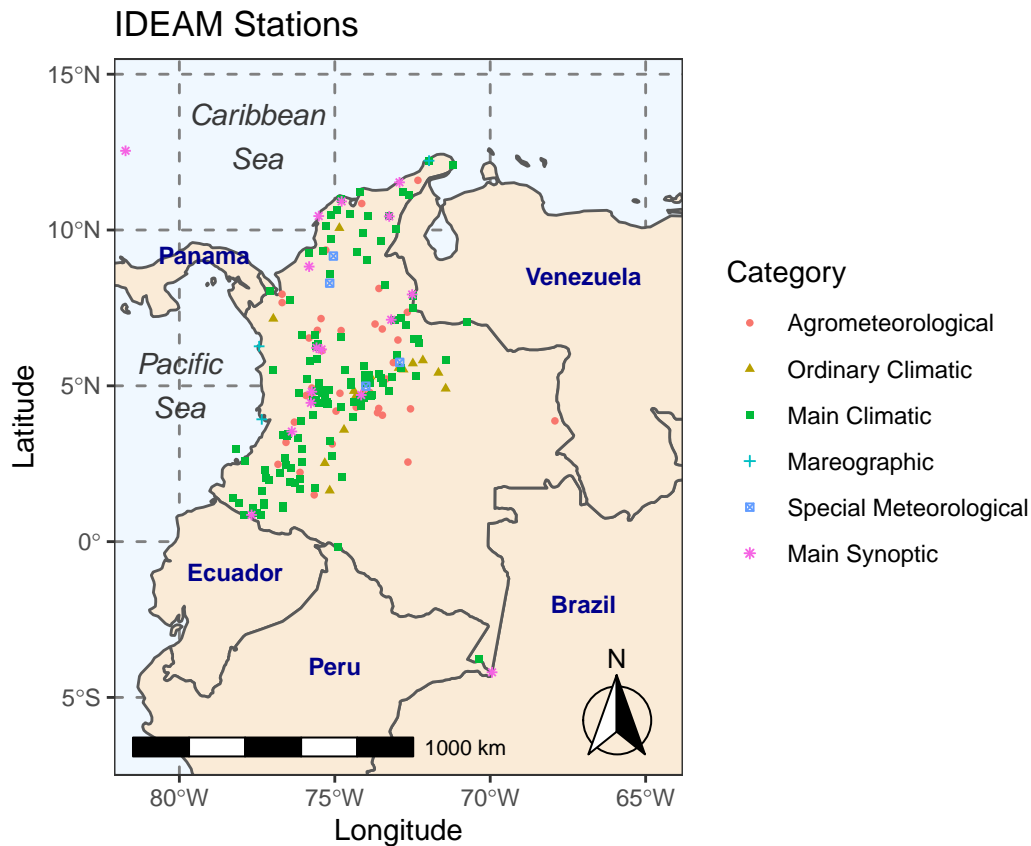 IDEAM Stations
15°N
10°N
5°N
0°
5°S
Latitude
Caribbean
Sea
Panama
Venezuela
Pacific
Sea
Ecuador
Brazil
Peru
N
1000 km
80°W
75°W
70°W
65°W
Longitude
Category
Agrometeorological
Ordinary Climatic
Main Climatic
Mareographic
Special Meteorological
Main Synoptic